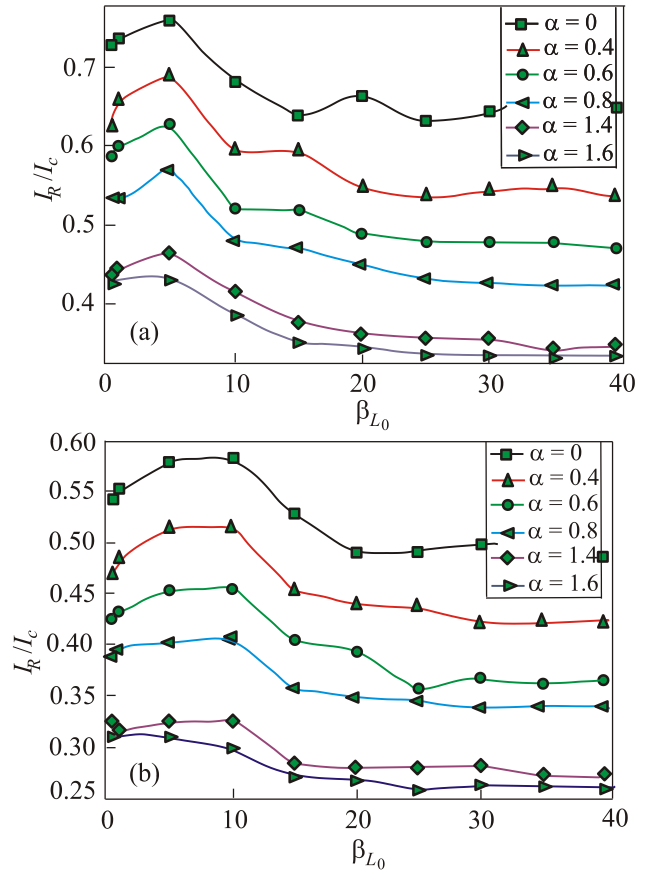 α = 0
α = 0.4
α = 0.6
α = 0.8
α = 1.4
α = 1.6
0.7
0.6
0.5
0.4
I_R/I_c
(a)
0 10 20 30 40
β_{L_0}
α = 0
α = 0.4
α = 0.6
α = 0.8
α = 1.4
α = 1.6
0.60
0.55
0.50
0.45
0.40
0.35
0.30
0.25
I_R/I_c
(b)
0 10 20 30 40
β_{L_0}